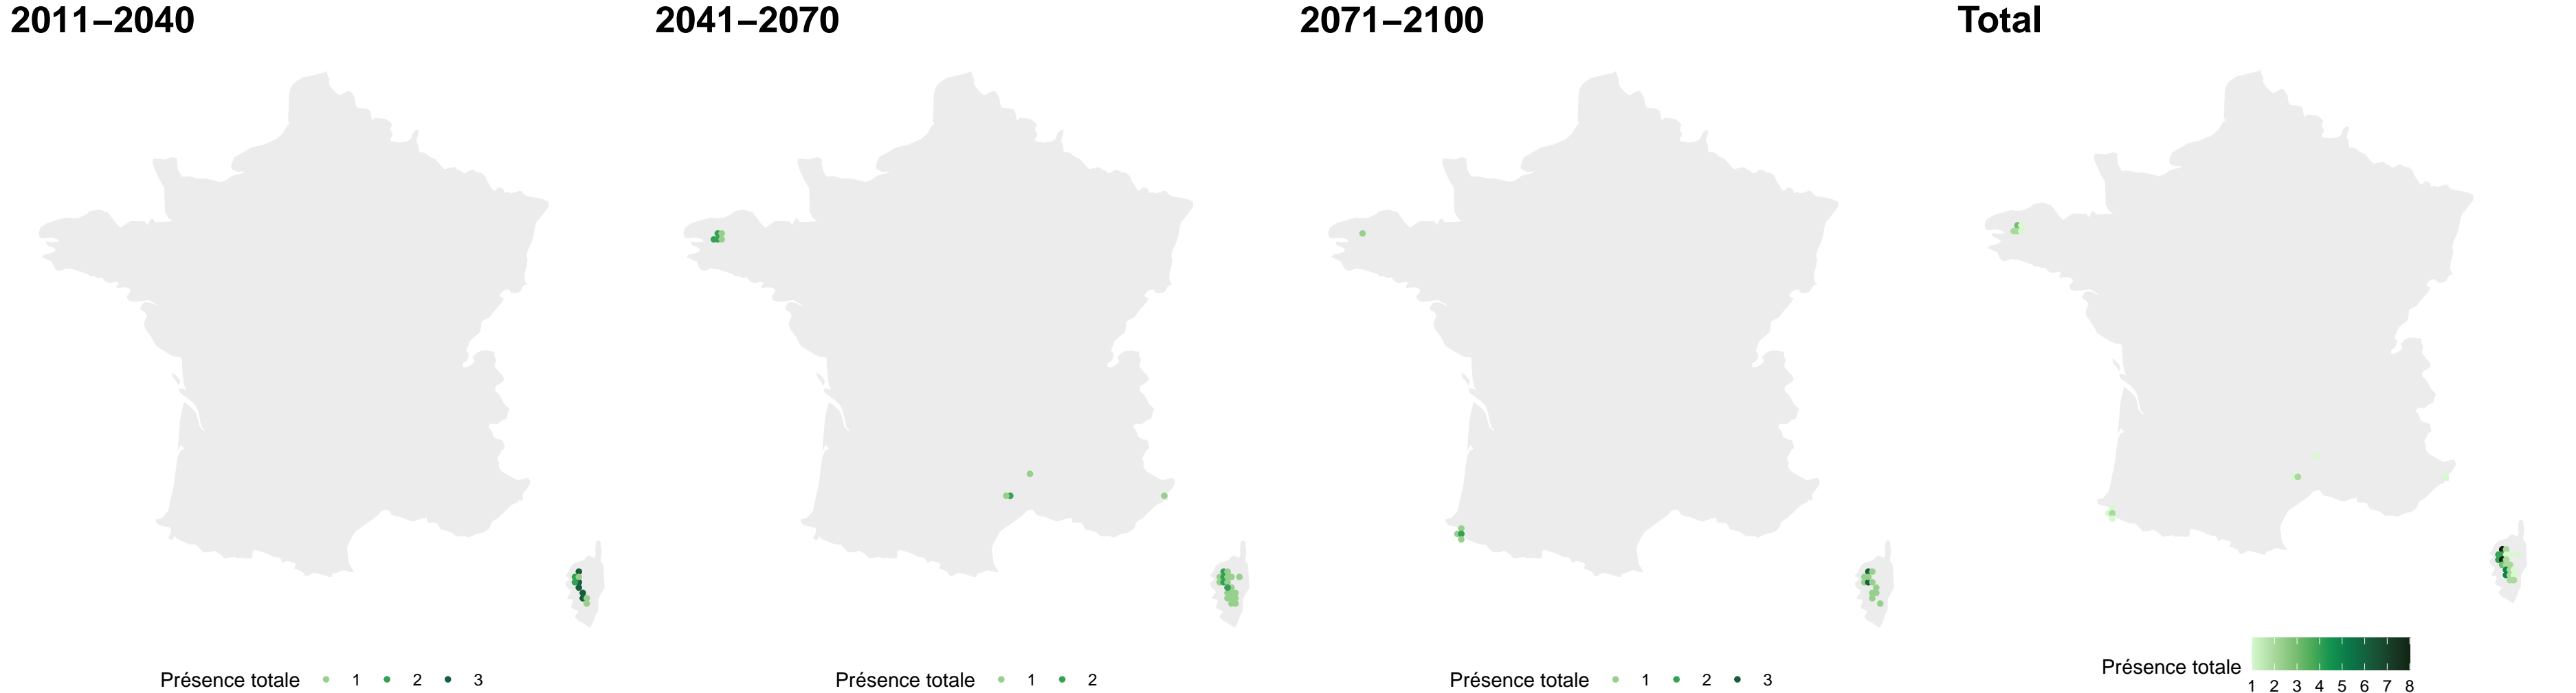 2011–2040
2041–2070
2071–2100
Total
Présence totale 1 2 3
Présence totale 1 2
Présence totale 1 2 3
Présence totale
1 2 3 4 5 6 7 8